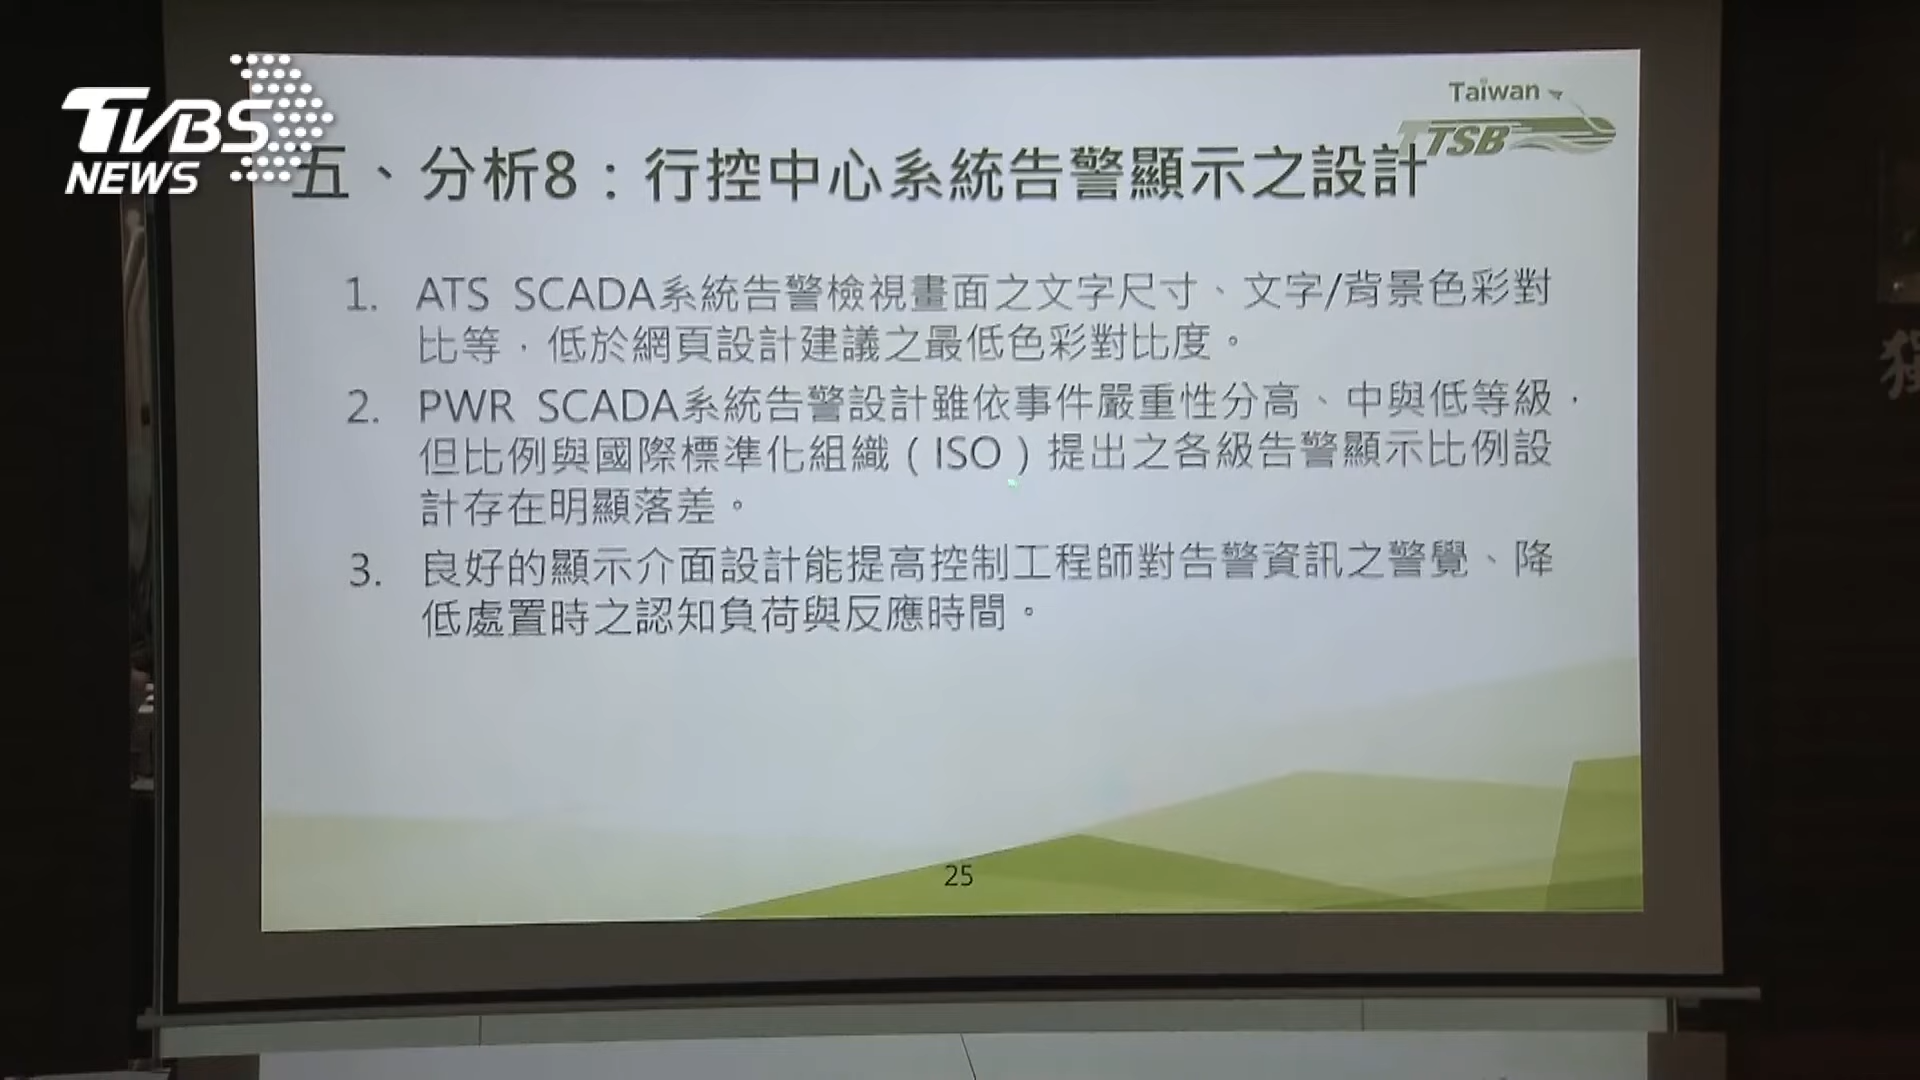 TVBS
NEWS
Taiwan
TTSB
五、分析8：行控中心系統告警顯示之設計
1. ATS SCADA系統告警檢視畫面之文字尺寸、文字/背景色彩對
比等，低於網頁設計建議之最低色彩對比度。
2. PWR SCADA系統告警設計雖依事件嚴重性分高、中與低等級，
但比例與國際標準化組織（ISO）提出之各級告警顯示比例設
計存在明顯落差。
3. 良好的顯示介面設計能提高控制工程師對告警資訊之警覺、降
低處置時之認知負荷與反應時間。
25